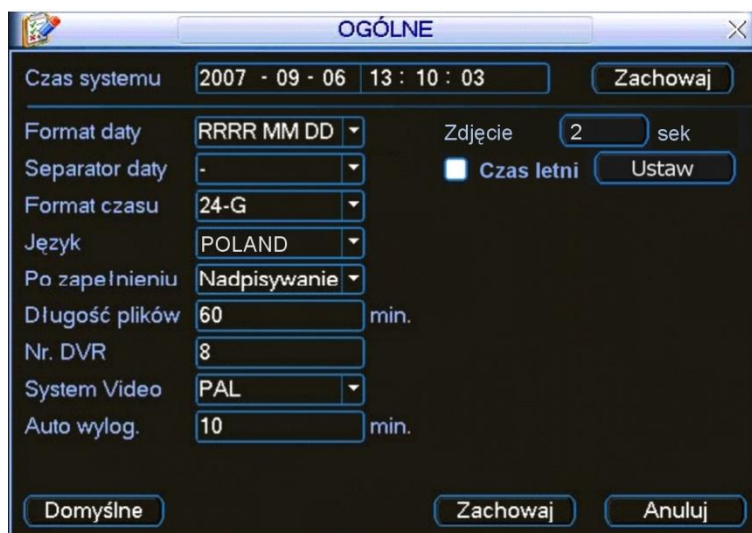 OGÓLNE
Czas systemu 2007 - 09 - 06 13 : 10 : 03 Zachowaj
Format daty RRRR MM DD Zdjęcie 2 sek
Separator daty - Czas letni Ustaw
Format czasu 24-G
Język POLAND
Po zapełnieniu Nadpisywanie
Długość plików 60 min.
Nr. DVR 8
System Video PAL
Auto wylog. 10 min.
Domyślne Zachowaj Anuluj